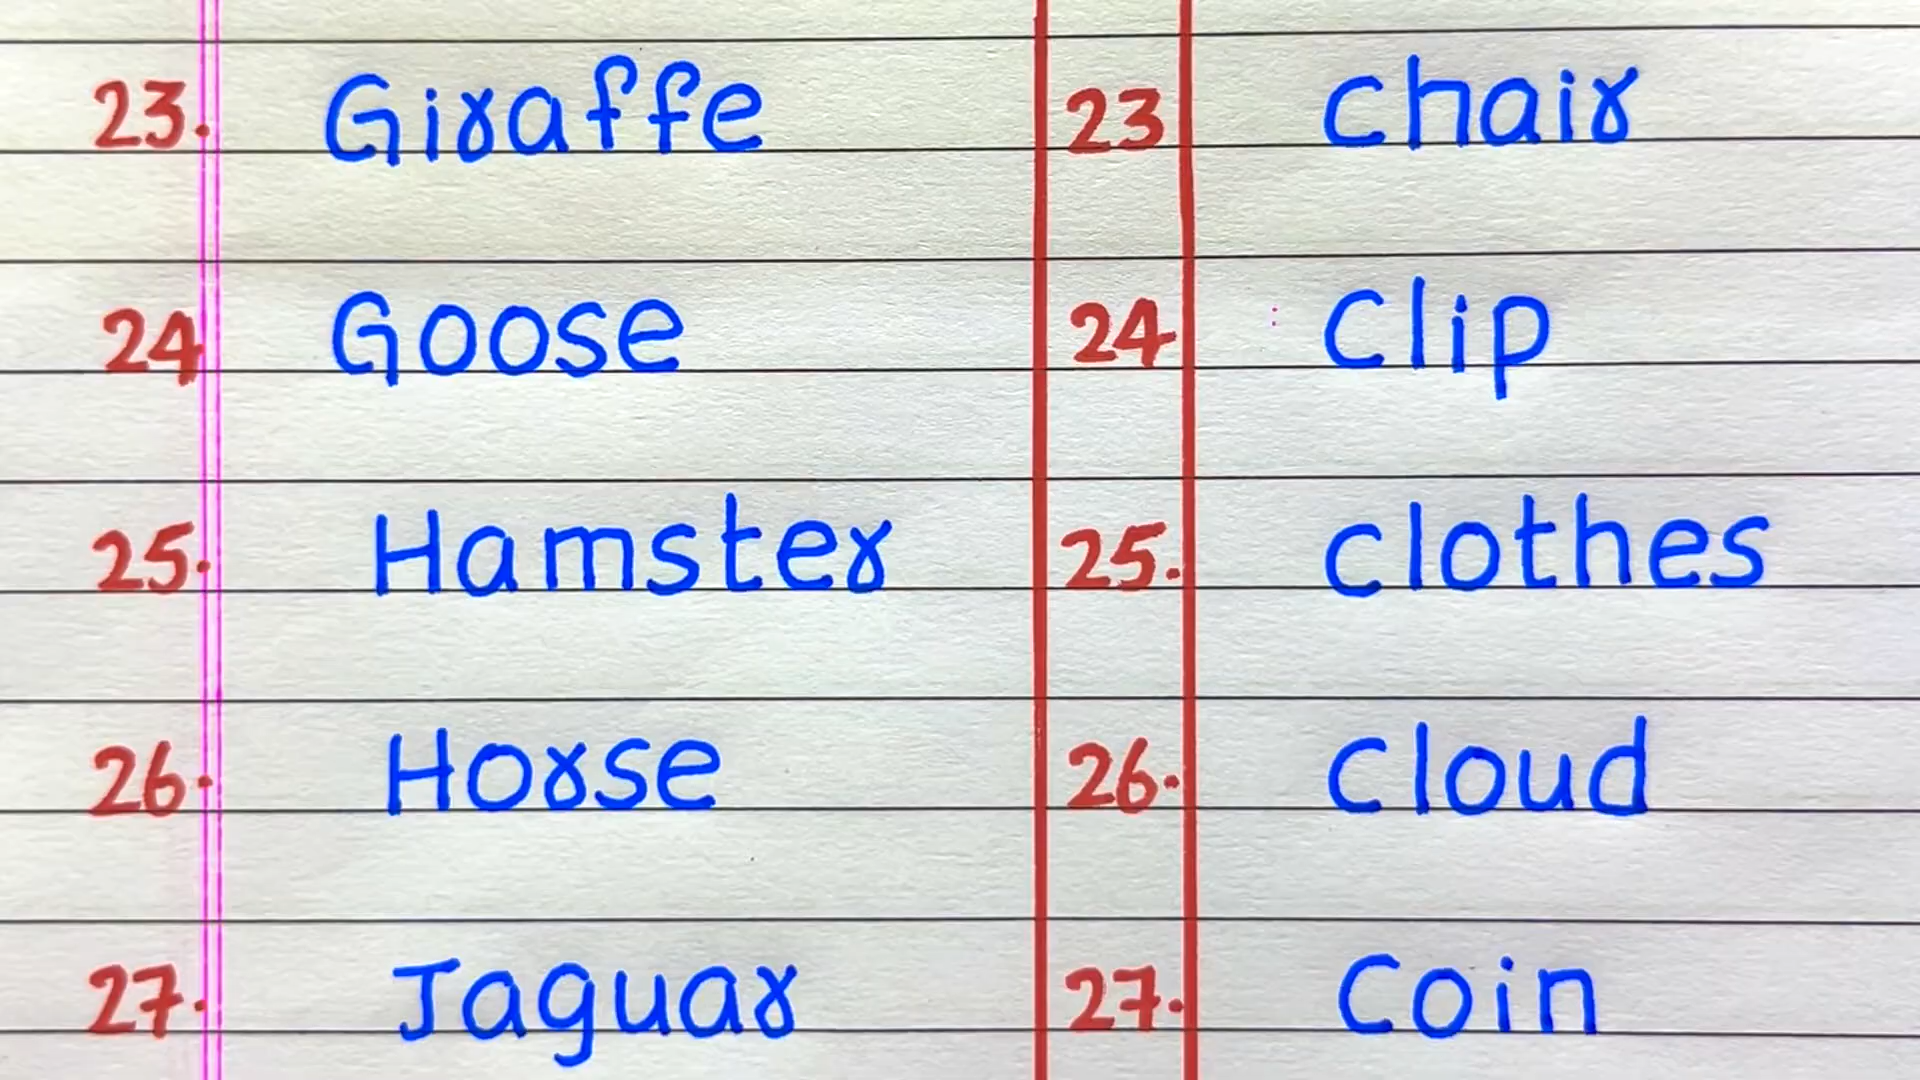 23. Giraffe 23 chair
24 Goose 24 clip
25. Hamster 25. clothes
26. Horse 26. cloud
27. Jaguar 27. coin